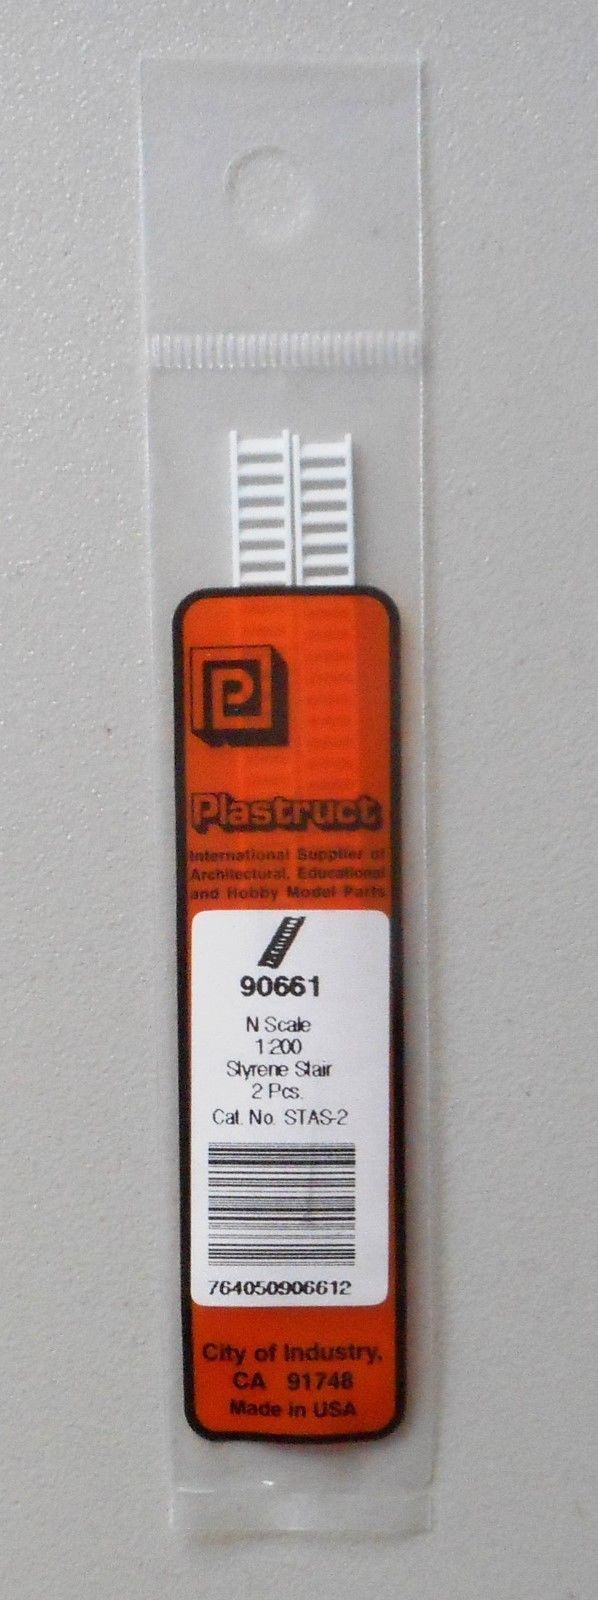 P
Plastruct
International Supplier of
Architectural, Educational
and Hobby Model Parts
90661
N Scale
1:200
Styrene Stair
2 Pcs.
Cat. No. STAS-2
764050906612
City of Industry,
CA 91748
Made in USA